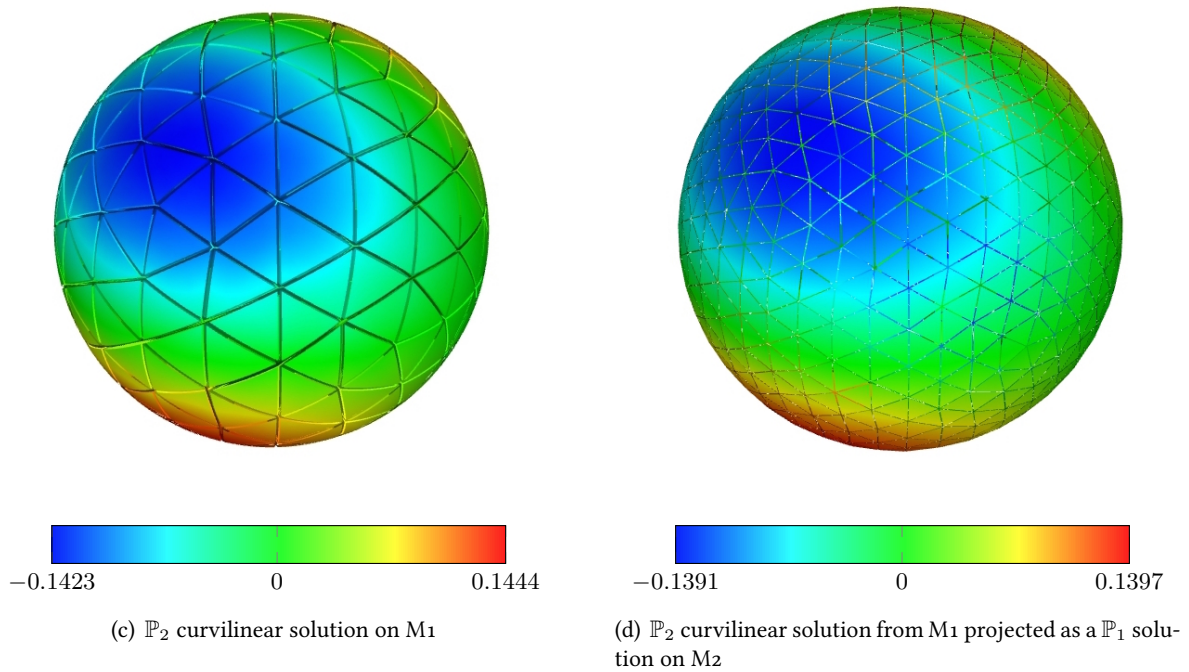 −0.1423 0 0.1444
−0.1391 0 0.1397
(c) ℙ₂ curvilinear solution on M1
(d) ℙ₂ curvilinear solution from M1 projected as a ℙ₁ solu-
tion on M2